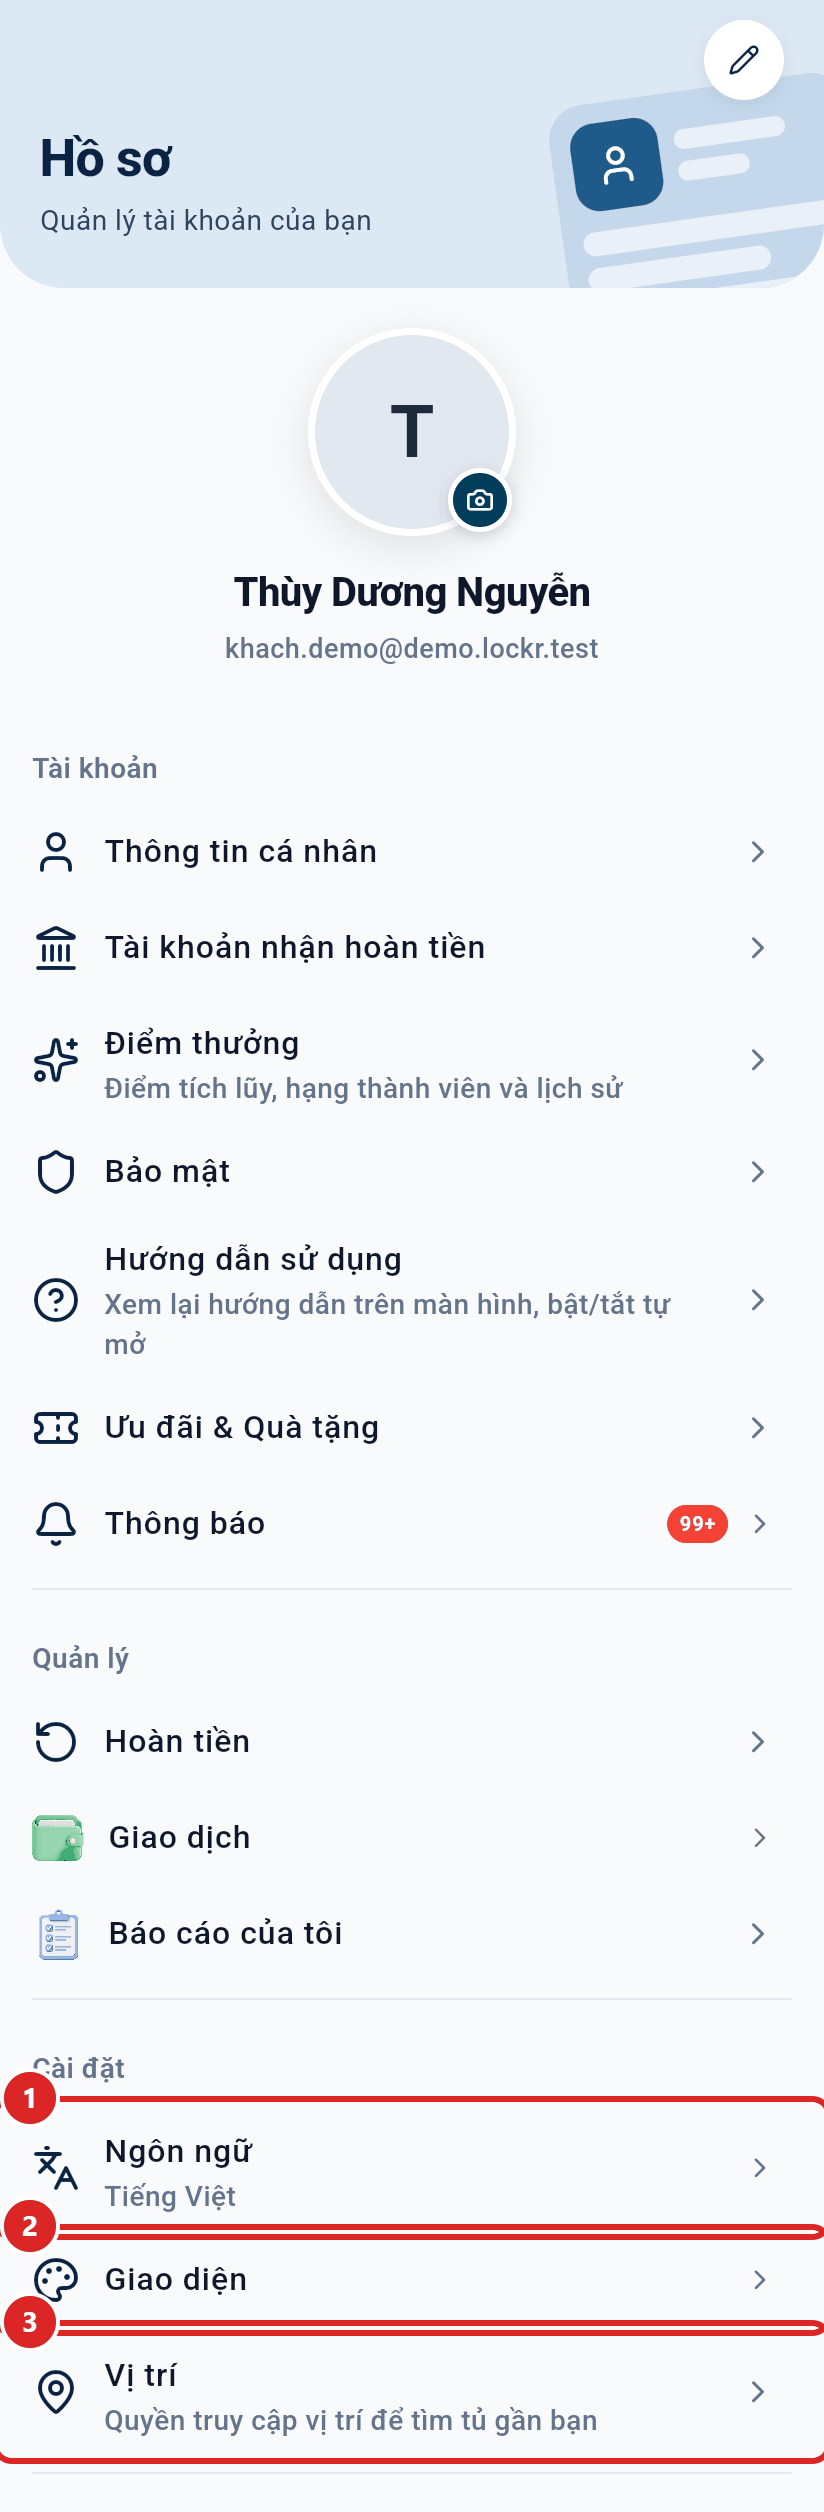 Hồ sơ
Quản lý tài khoản của bạn
T
Thùy Dương Nguyễn
khach.demo@demo.lockr.test
Tài khoản
Thông tin cá nhân
Tài khoản nhận hoàn tiền
Điểm thưởng
Điểm tích lũy, hạng thành viên và lịch sử
Bảo mật
Hướng dẫn sử dụng
Xem lại hướng dẫn trên màn hình, bật/tắt tự
mở
Ưu đãi & Quà tặng
Thông báo
99+
Quản lý
Hoàn tiền
Giao dịch
Báo cáo của tôi
Cài đặt
1
Ngôn ngữ
Tiếng Việt
2
Giao diện
3
Vị trí
Quyền truy cập vị trí để tìm tủ gần bạn